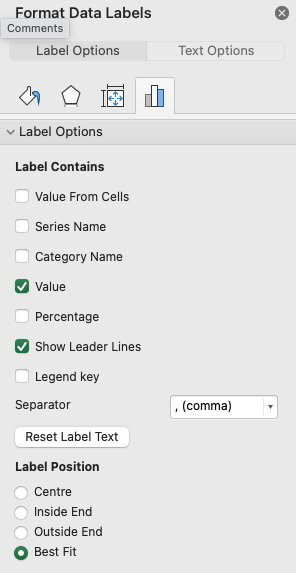 Format Data Labels
Comments
Label Options
Text Options
Label Options
Label Contains
Value From Cells
Series Name
Category Name
Value
Percentage
Show Leader Lines
Legend key
Separator
, (comma)
Reset Label Text
Label Position
Centre
Inside End
Outside End
Best Fit